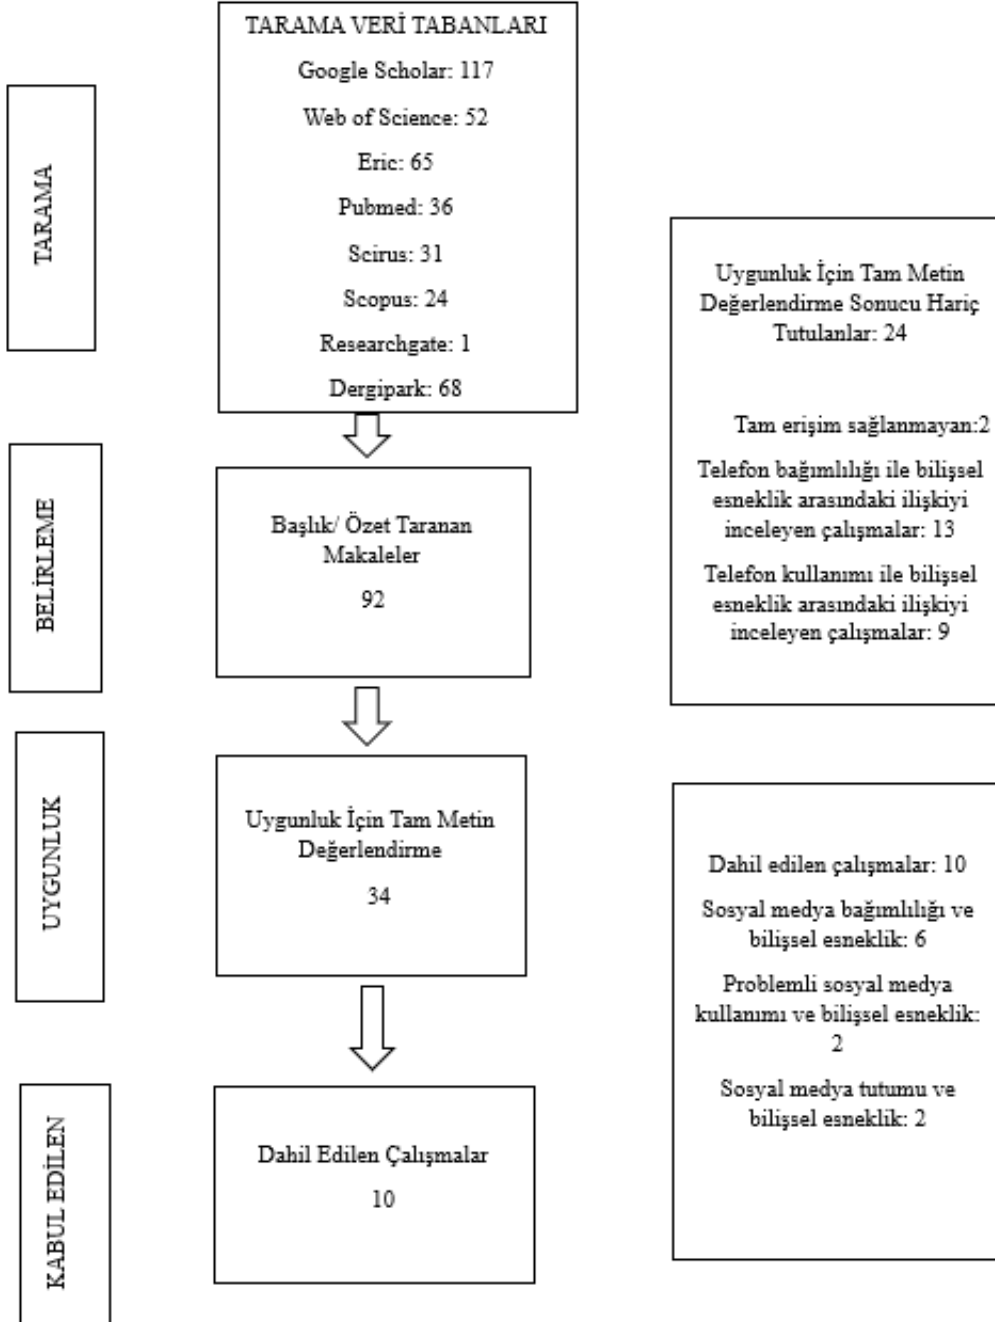 TARAMA VERİ TABANLARI
Google Scholar: 117
Web of Science: 52
Eric: 65
Pubmed: 36
Scirus: 31
Scopus: 24
Researchgate: 1
Dergipark: 68
TARAMA
Uygunluk İçin Tam Metin
Değerlendirme Sonucu Hariç
Tutulanlar: 24
Tam erişim sağlanmayan:2
Telefon bağımlılığı ile bilişsel
esneklik arasındaki ilişkiyi
inceleyen çalışmalar: 13
Telefon kullanımı ile bilişsel
esneklik arasındaki ilişkiyi
inceleyen çalışmalar: 9
BELİRLEME
Başlık/ Özet Taranan
Makaleler
92
UYGUNLUK
Uygunluk İçin Tam Metin
Değerlendirme
34
Dahil edilen çalışmalar: 10
Sosyal medya bağımlılığı ve
bilişsel esneklik: 6
Problemli sosyal medya
kullanımı ve bilişsel esneklik:
2
Sosyal medya tutumu ve
bilişsel esneklik: 2
KABUL EDİLEN
Dahil Edilen Çalışmalar
10